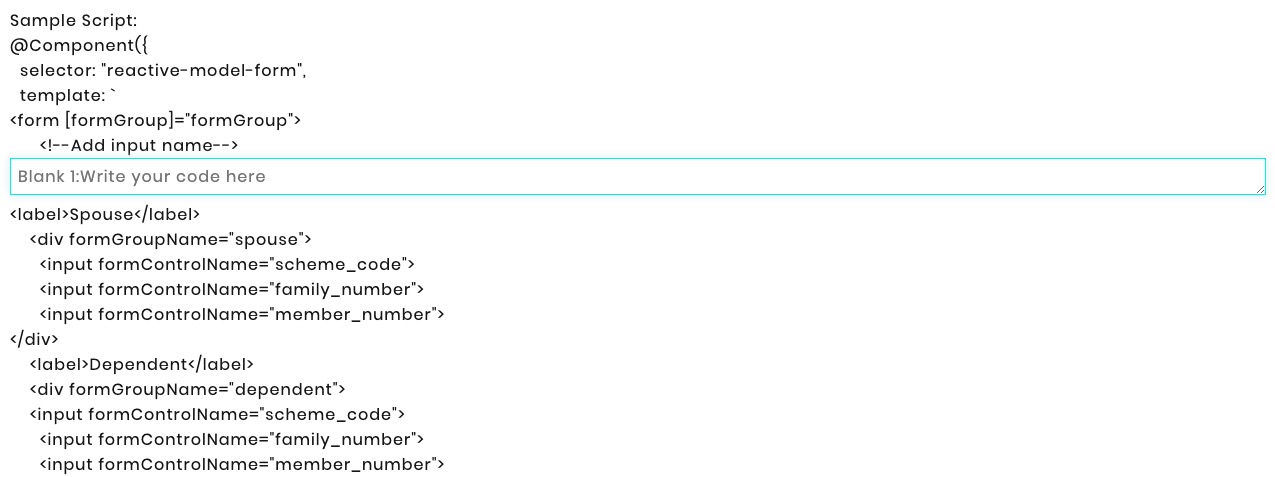 Sample Script:
@Component({
selector: "reactive-model-form",
template: `
<form [formGroup]="formGroup">
<!--Add input name-->
Blank 1:Write your code here
<label>Spouse</label>
<div formGroupName="spouse">
<input formControlName="scheme_code">
<input formControlName="family_number">
<input formControlName="member_number">
</div>
<label>Dependent</label>
<div formGroupName="dependent">
<input formControlName="scheme_code">
<input formControlName="family_number">
<input formControlName="member_number">